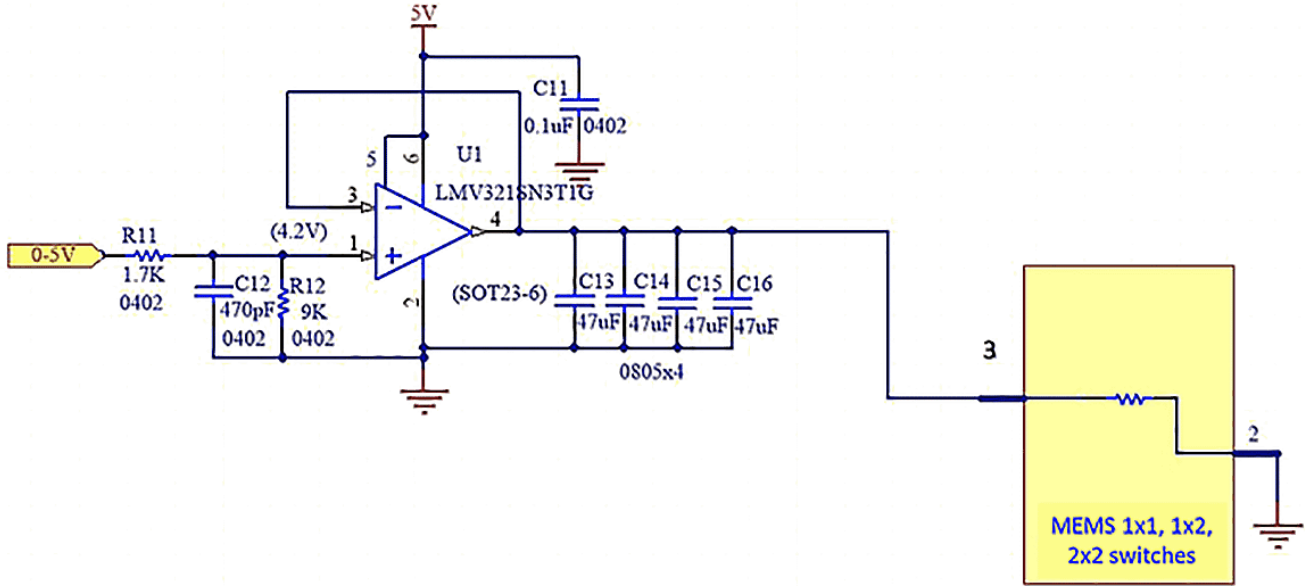 5V
C11
0.1uF 0402
5
6
U1
LMV321SN3T1G
3
4
(4.2V)
1
0-5V
R11
1.7K
0402
C12
470pF
0402
R12
9K
0402
2
(SOT23-6)
C13
47uF
C14
47uF
C15
47uF
C16
47uF
0805x4
3
2
MEMS 1x1, 1x2,
2x2 switches